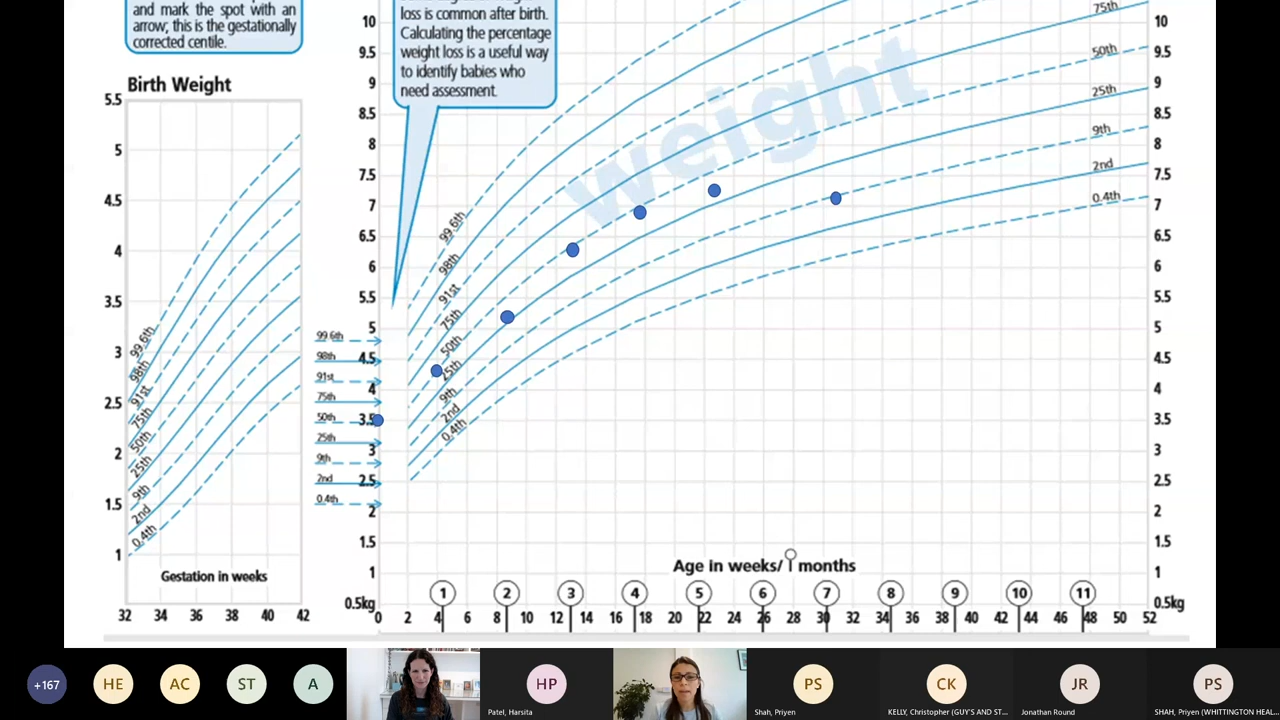 and mark the spot with an
arrow; this is the gestationally
corrected centile.
loss is common after birth.
Calculating the percentage
weight loss is a useful way
to identify babies who
need assessment.
Birth Weight
5.5
5
4.5
4
3.5
3
2.5
2
1.5
1
99.6th
98th
91st
75th
50th
25th
9th
2nd
0.4th
Gestation in weeks
32 34 36 38 40 42
99.6th
98th
91st
75th
50th
25th
9th
2nd
0.4th
10
9.5
9
8.5
8
7.5
7
6.5
6
5.5
5
4.5
4
3.5
3
2.5
2
1.5
1
0.5kg
weight
99.6th
98th
91st
75th
50th
25th
9th
2nd
0.4th
75th
50th
25th
9th
2nd
0.4th
10
9.5
9
8.5
8
7.5
7
6.5
6
5.5
5
4.5
4
3.5
3
2.5
2
1.5
1
0.5kg
Age in weeks/ months
1 2 3 4 5 6 7 8 9 10 11
0 2 4 6 8 10 12 14 16 18 20 22 24 26 28 30 32 34 36 38 40 42 44 46 48 50 52
+167 HE AC ST A HP PS CK JR PS
Patel, Harsita
Shah, Priyen
KELLY, Christopher (GUY'S AND ST...
Jonathan Round
SHAH, Priyen (WHITTINGTON HEAL...